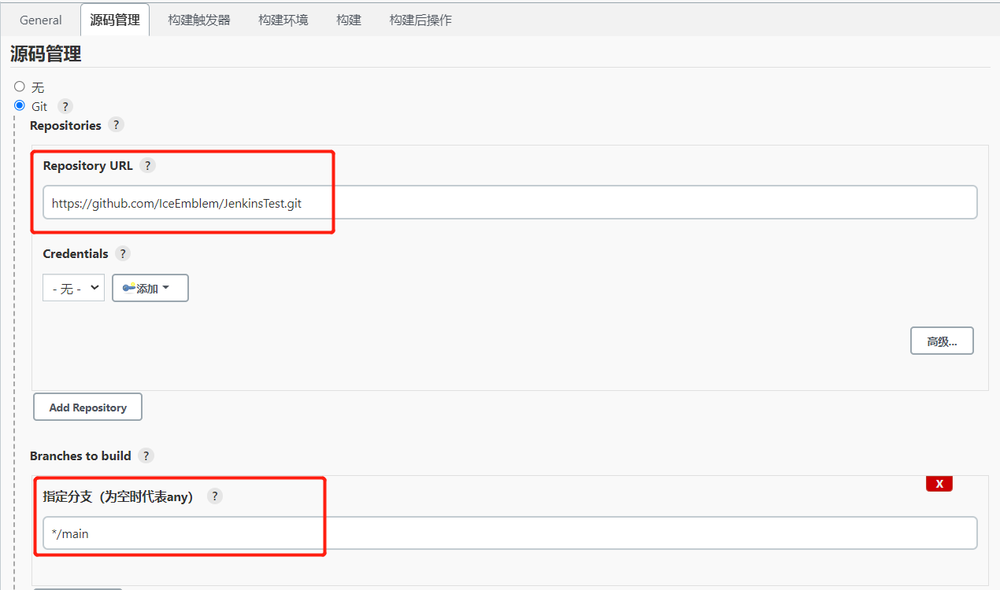 General 源码管理 构建触发器 构建环境 构建 构建后操作
源码管理
无
Git ?
Repositories ?
Repository URL ?
https://github.com/IceEmblem/JenkinsTest.git
Credentials ?
- 无 - 添加
高级...
Add Repository
Branches to build ?
X
指定分支（为空时代表any） ?
*/main